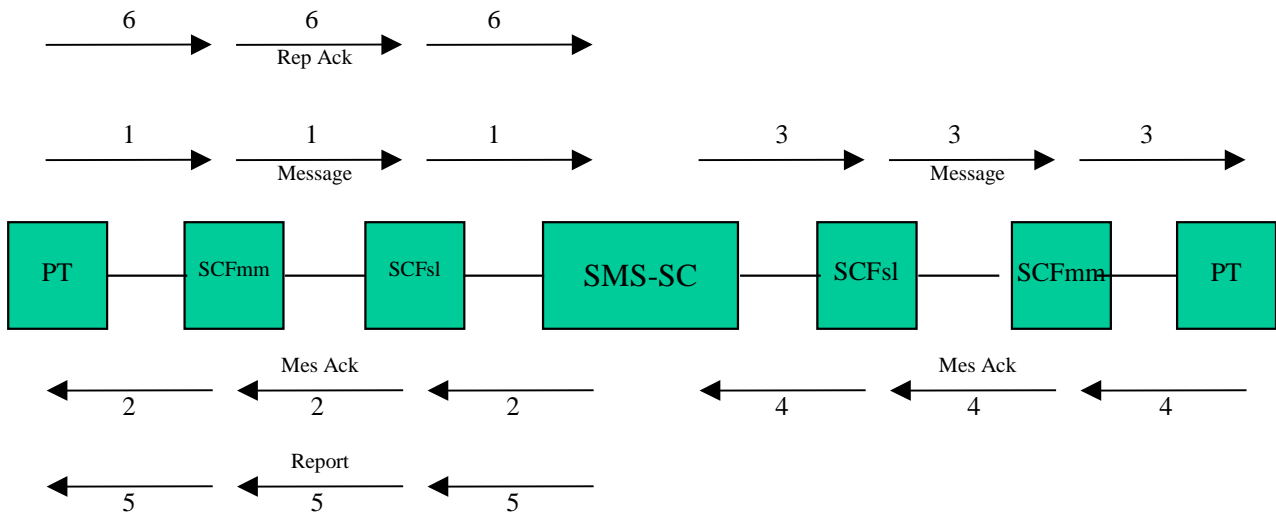 6 6 6
Rep Ack
1 1 1 3 3 3
Message Message
PT SCFmm SCFsl SMS-SC SCFsl SCFmm PT
Mes Ack Mes Ack
2 2 2 4 4 4
Report
5 5 5